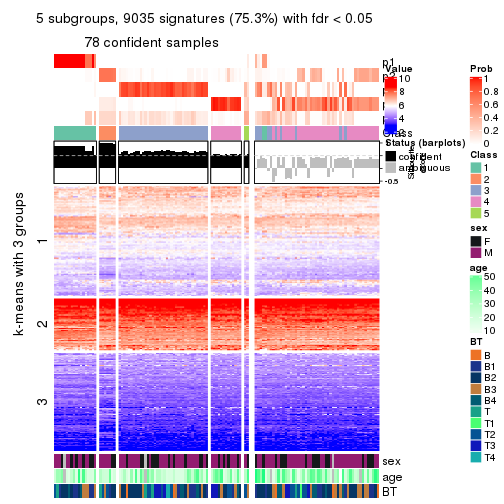 5 subgroups, 9035 signatures (75.3%) with fdr < 0.05
78 confident samples
p1
Class
k-means with 3 groups
1
2
3
sex
age
BT
Value
10
8
6
4
Status (barplots)
confident
ambiguous
-0.5
Prob
1
0.8
0.6
0.4
0.2
0
Class
1
2
3
4
5
sex
F
M
age
50
40
30
20
10
BT
B
B1
B2
B3
B4
T
T1
T2
T3
T4